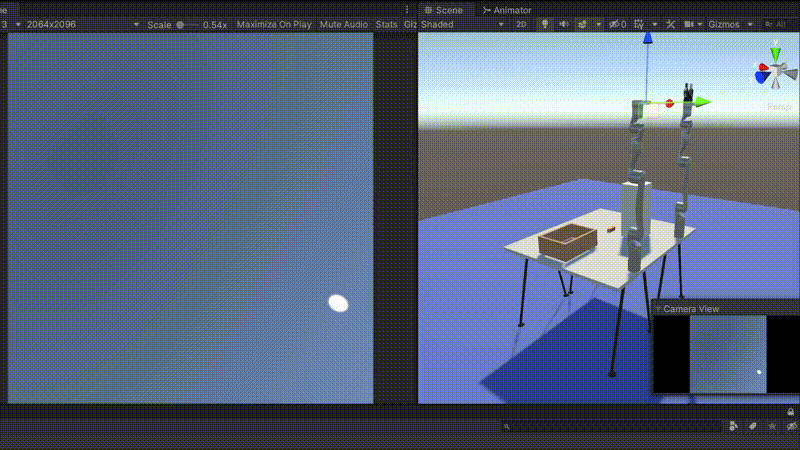 3 2064x2096 Scale 0.54x Maximize On Play Mute Audio Stats Giz
Scene Animator
Shaded 2D 0 Gizmos All
y
Persp
Camera View